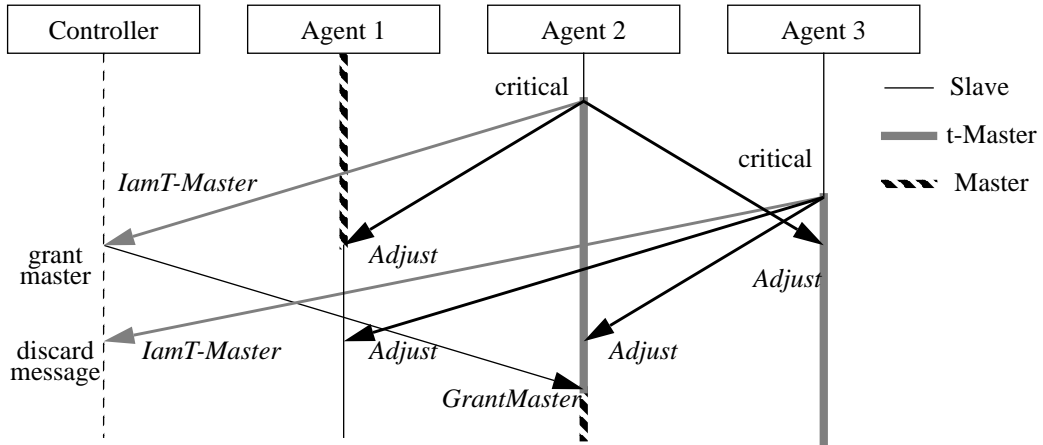 Controller
Agent 1
Agent 2
Agent 3
critical
Slave
t-Master
critical
Master
IamT-Master
grant
master
Adjust
Adjust
discard
message
IamT-Master
Adjust
Adjust
GrantMaster